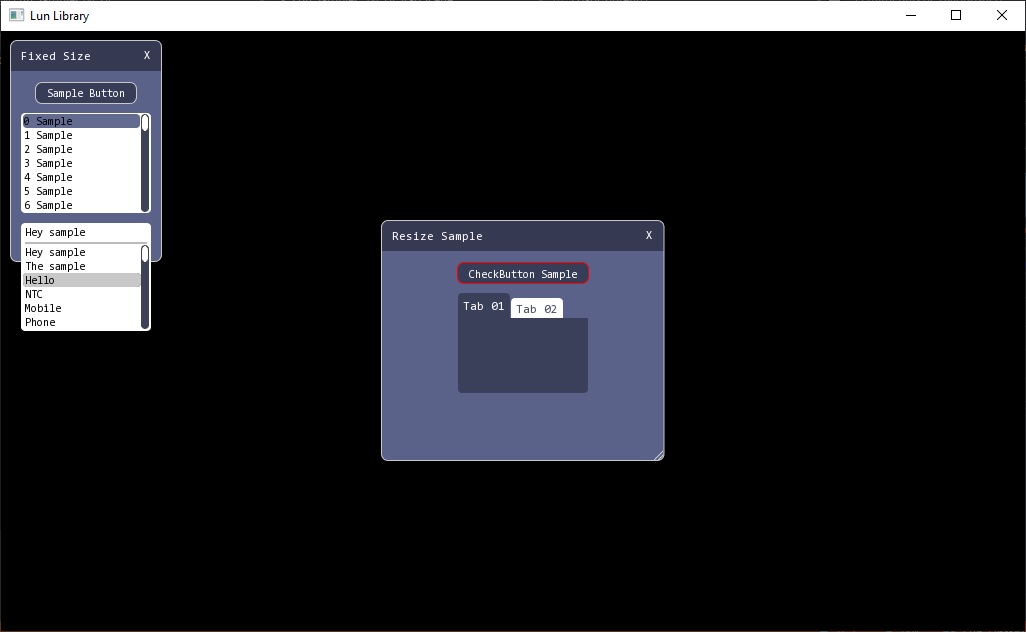 Lun Library
Fixed Size X
Sample Button
0 Sample
1 Sample
2 Sample
3 Sample
4 Sample
5 Sample
6 Sample
Hey sample
Hey sample
The sample
Hello
NTC
Mobile
Phone
Resize Sample X
CheckButton Sample
Tab 01 Tab 02